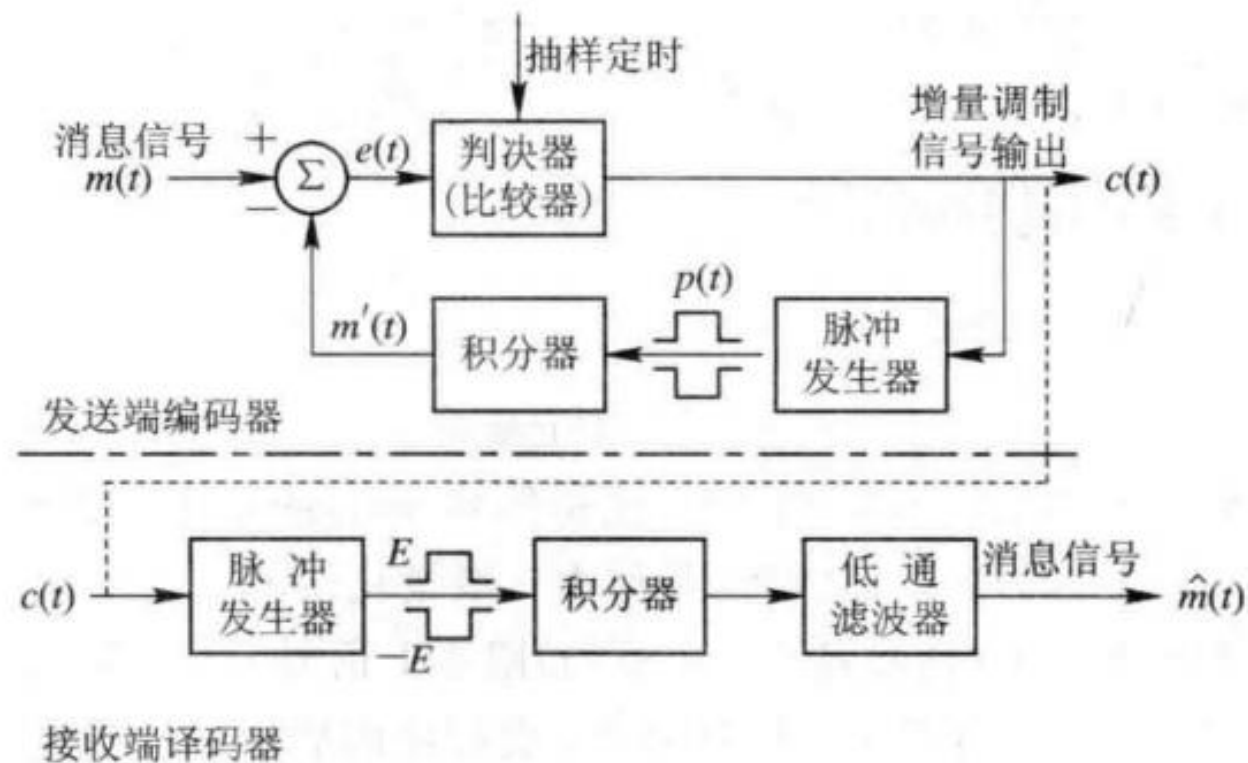 抽样定时
消息信号
m(t)
+
−
Σ
e(t)
判决器
(比较器)
增量调制
信号输出
c(t)
m′(t)
积分器
p(t)
脉冲
发生器
发送端编码器
c(t)
脉 冲
发生器
E
−E
积分器
低 通
滤波器
消息信号
m̂(t)
接收端译码器